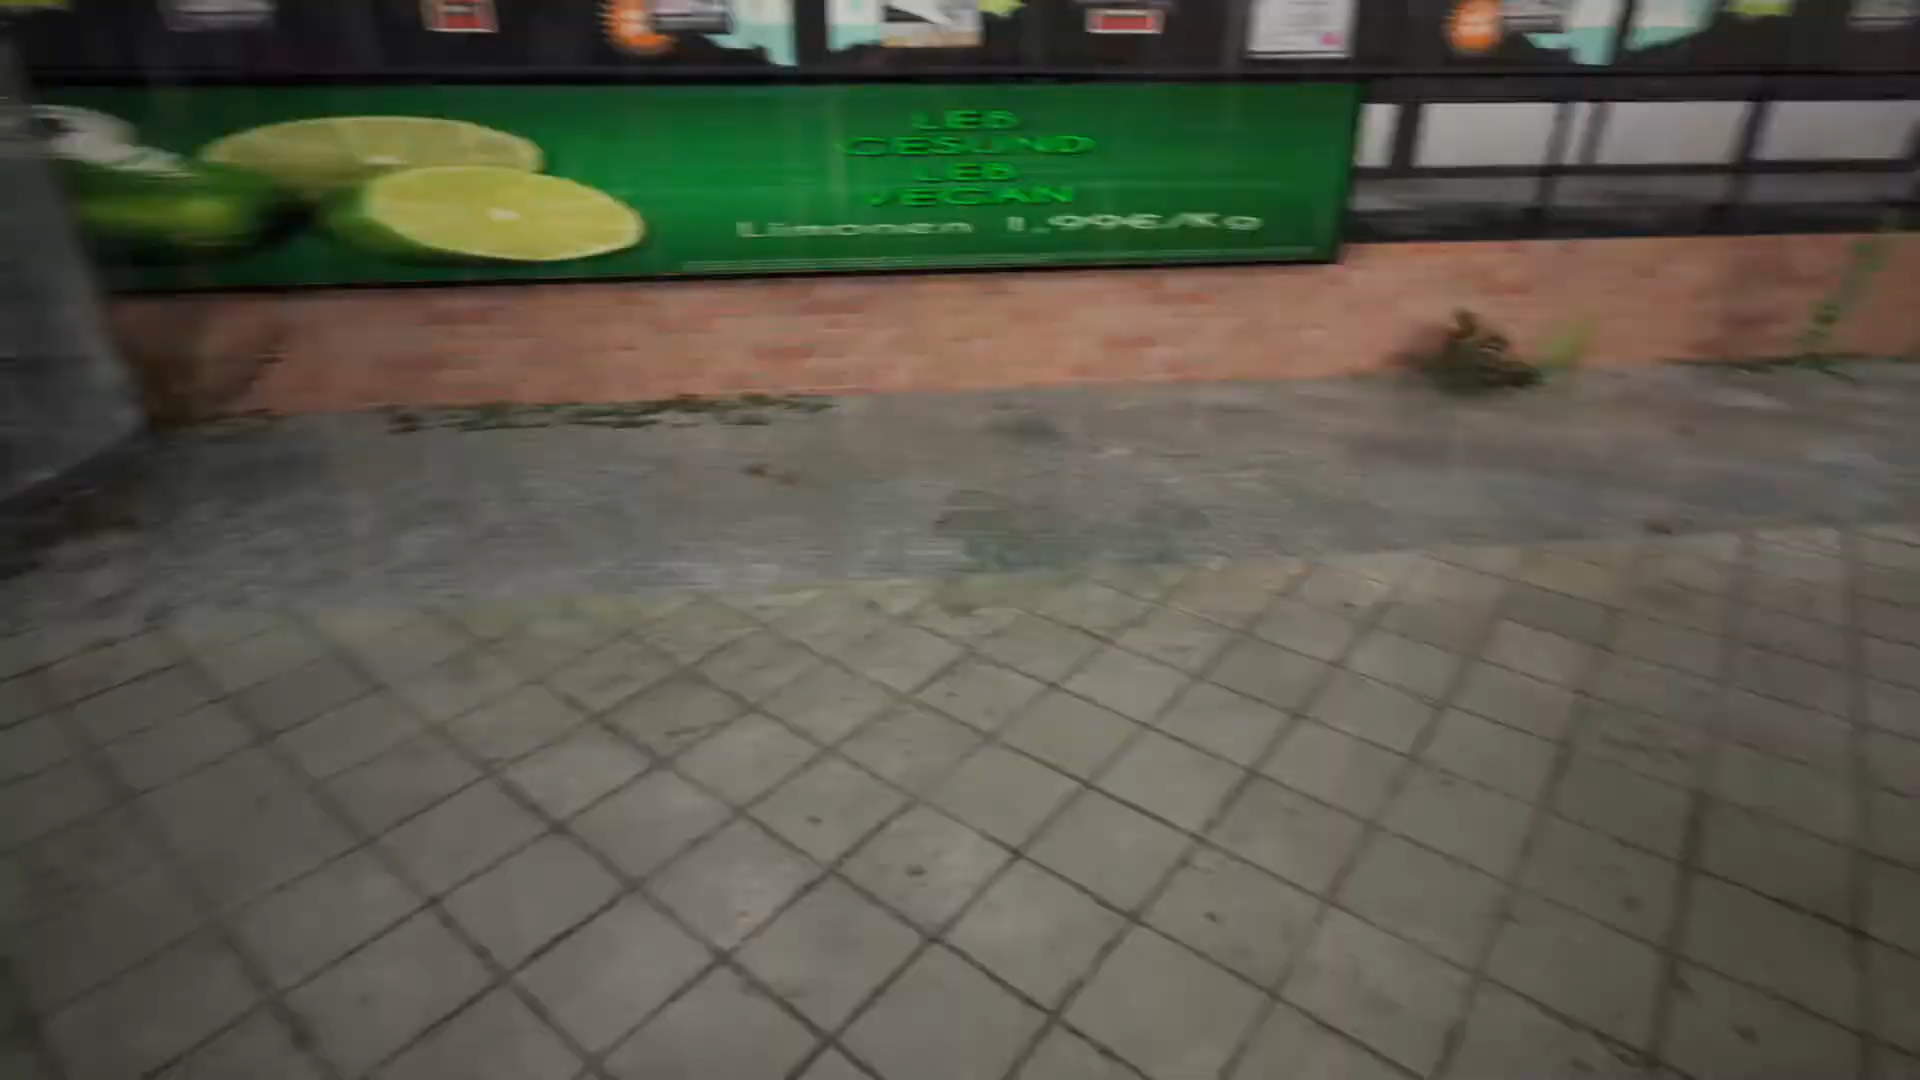 LEB
GESUND
LEB
VEGAN
Limonen 1,99€/Kg